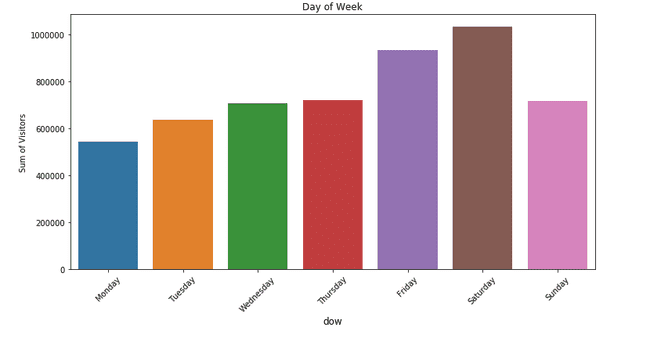 Day of Week
Sum of Visitors
1000000
800000
600000
400000
200000
0
Monday
Tuesday
Wednesday
Thursday
Friday
Saturday
Sunday
dow